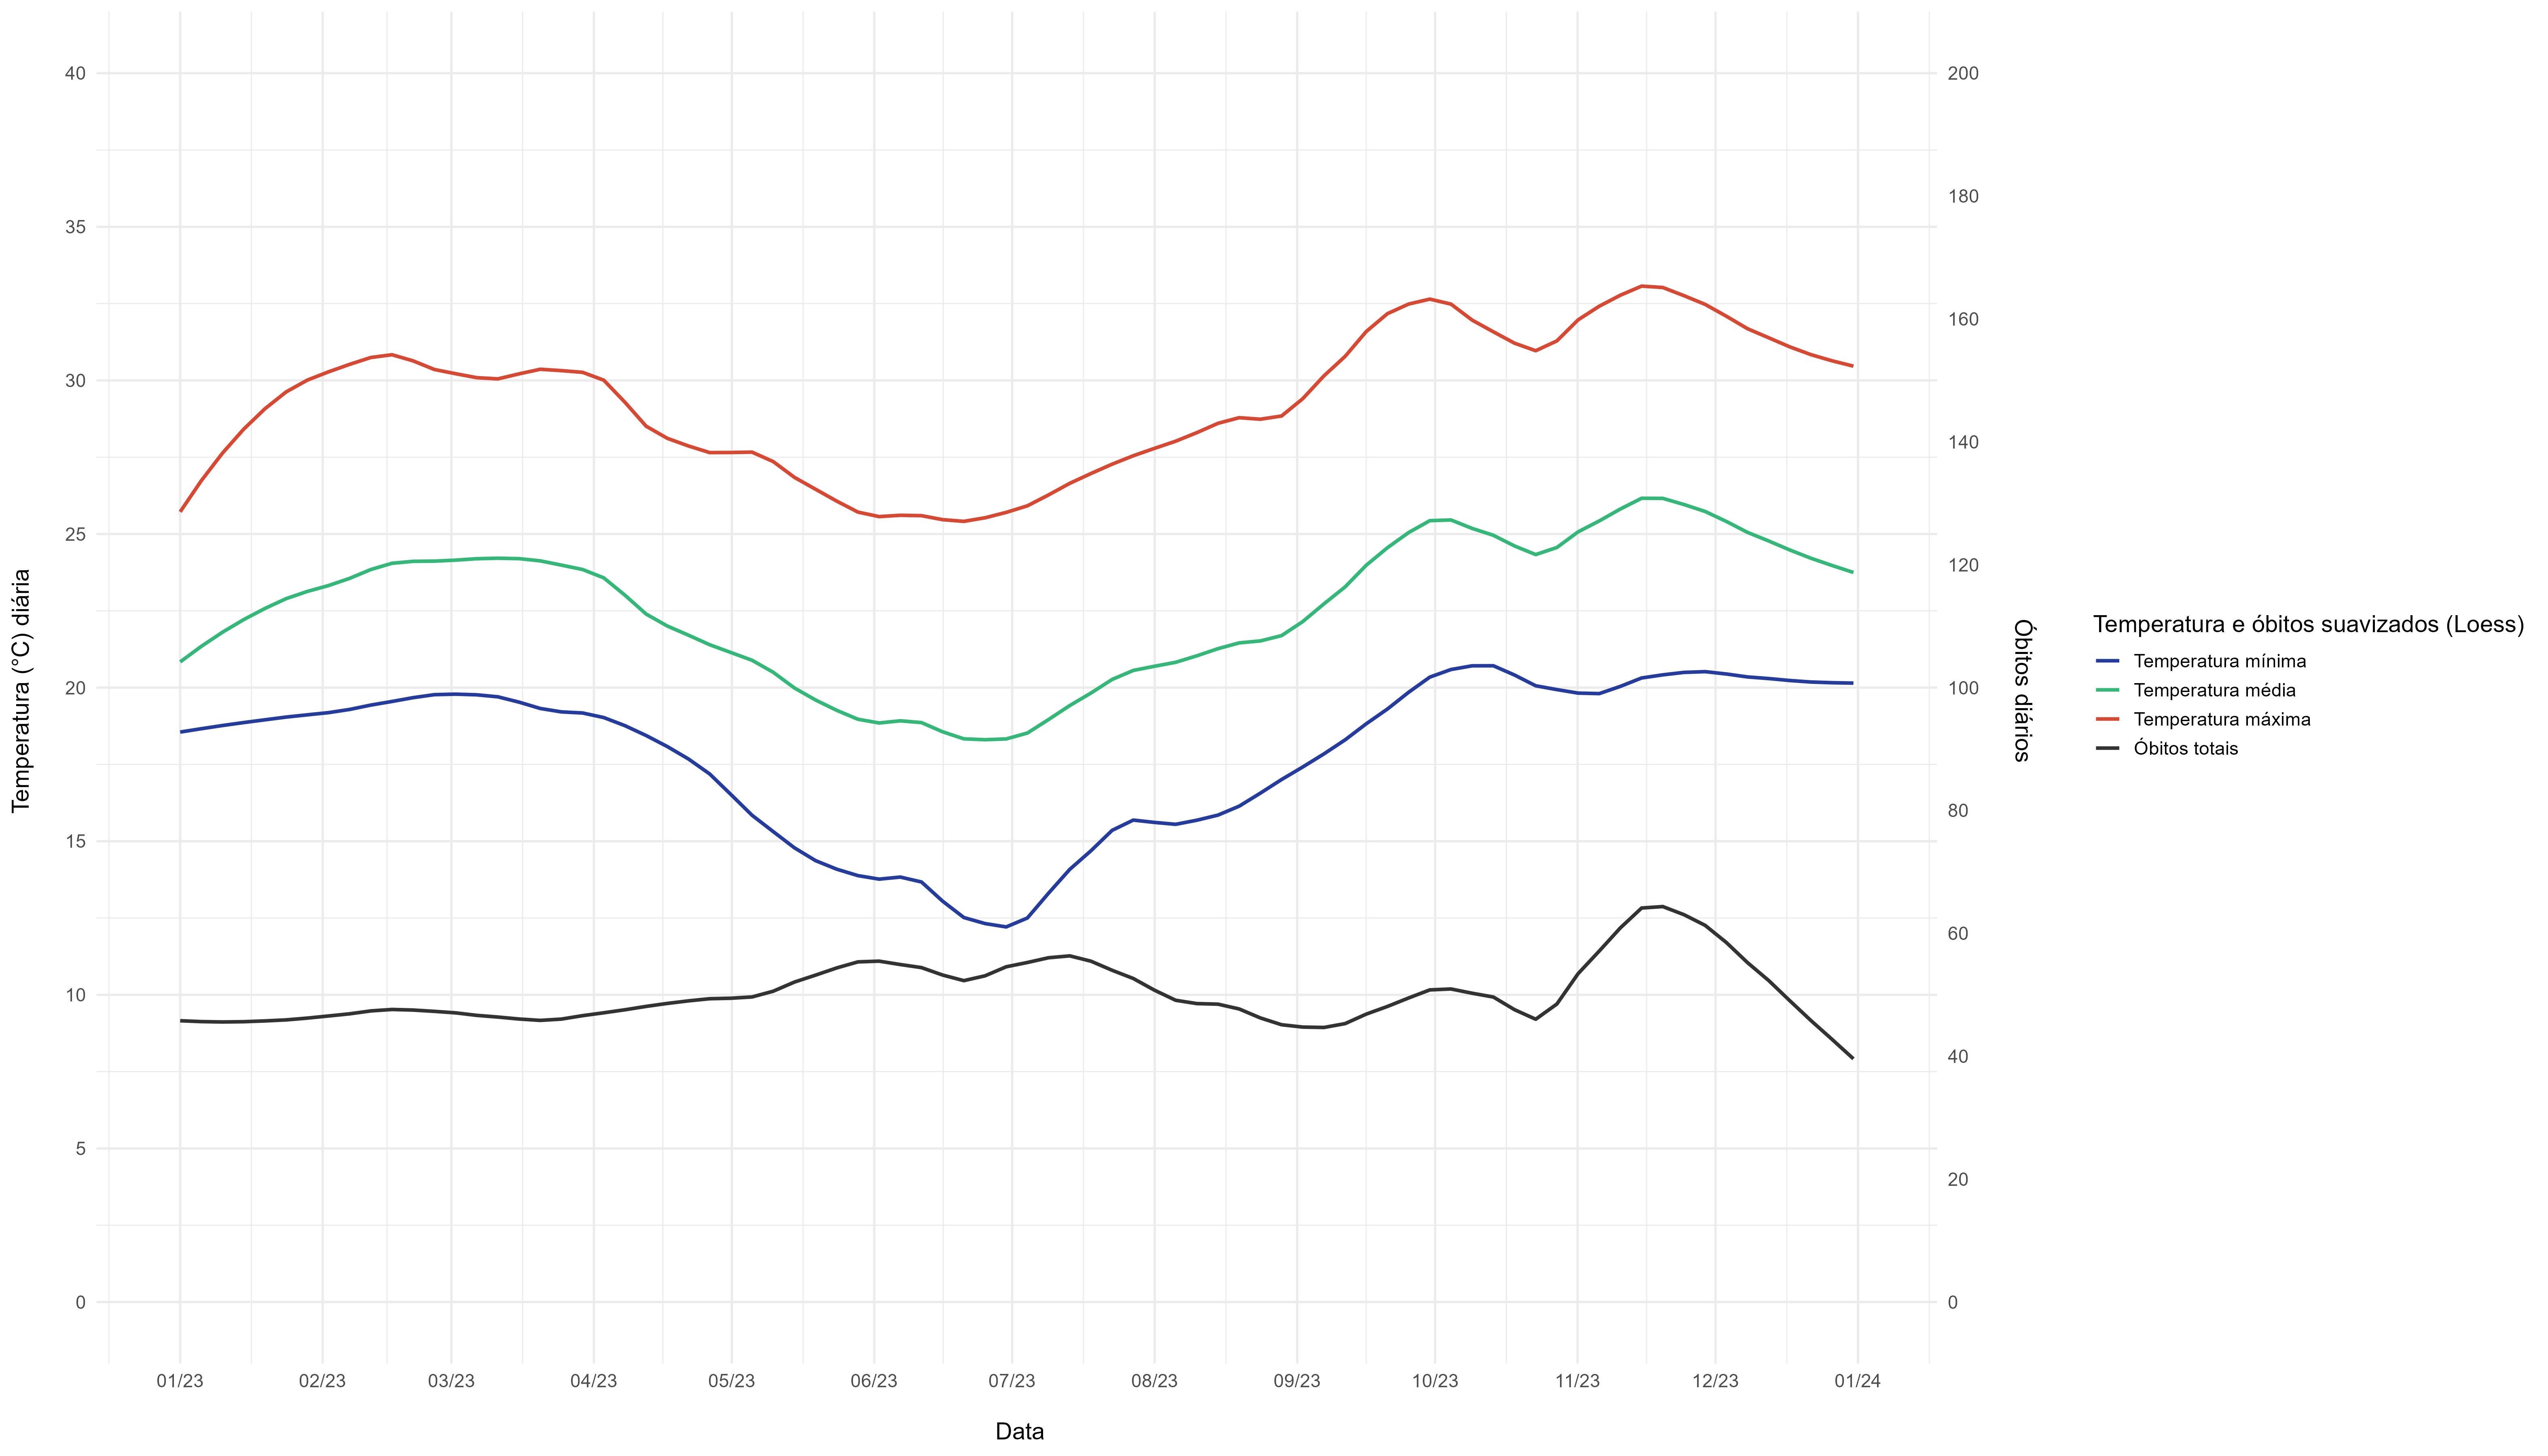 40
35
30
25
20
15
10
5
0
Temperatura (°C) diária
200
180
160
140
120
100
80
60
40
20
0
Óbitos diários
01/23 02/23 03/23 04/23 05/23 06/23 07/23 08/23 09/23 10/23 11/23 12/23 01/24
Data
Temperatura e óbitos suavizados (Loess)
Temperatura mínima
Temperatura média
Temperatura máxima
Óbitos totais